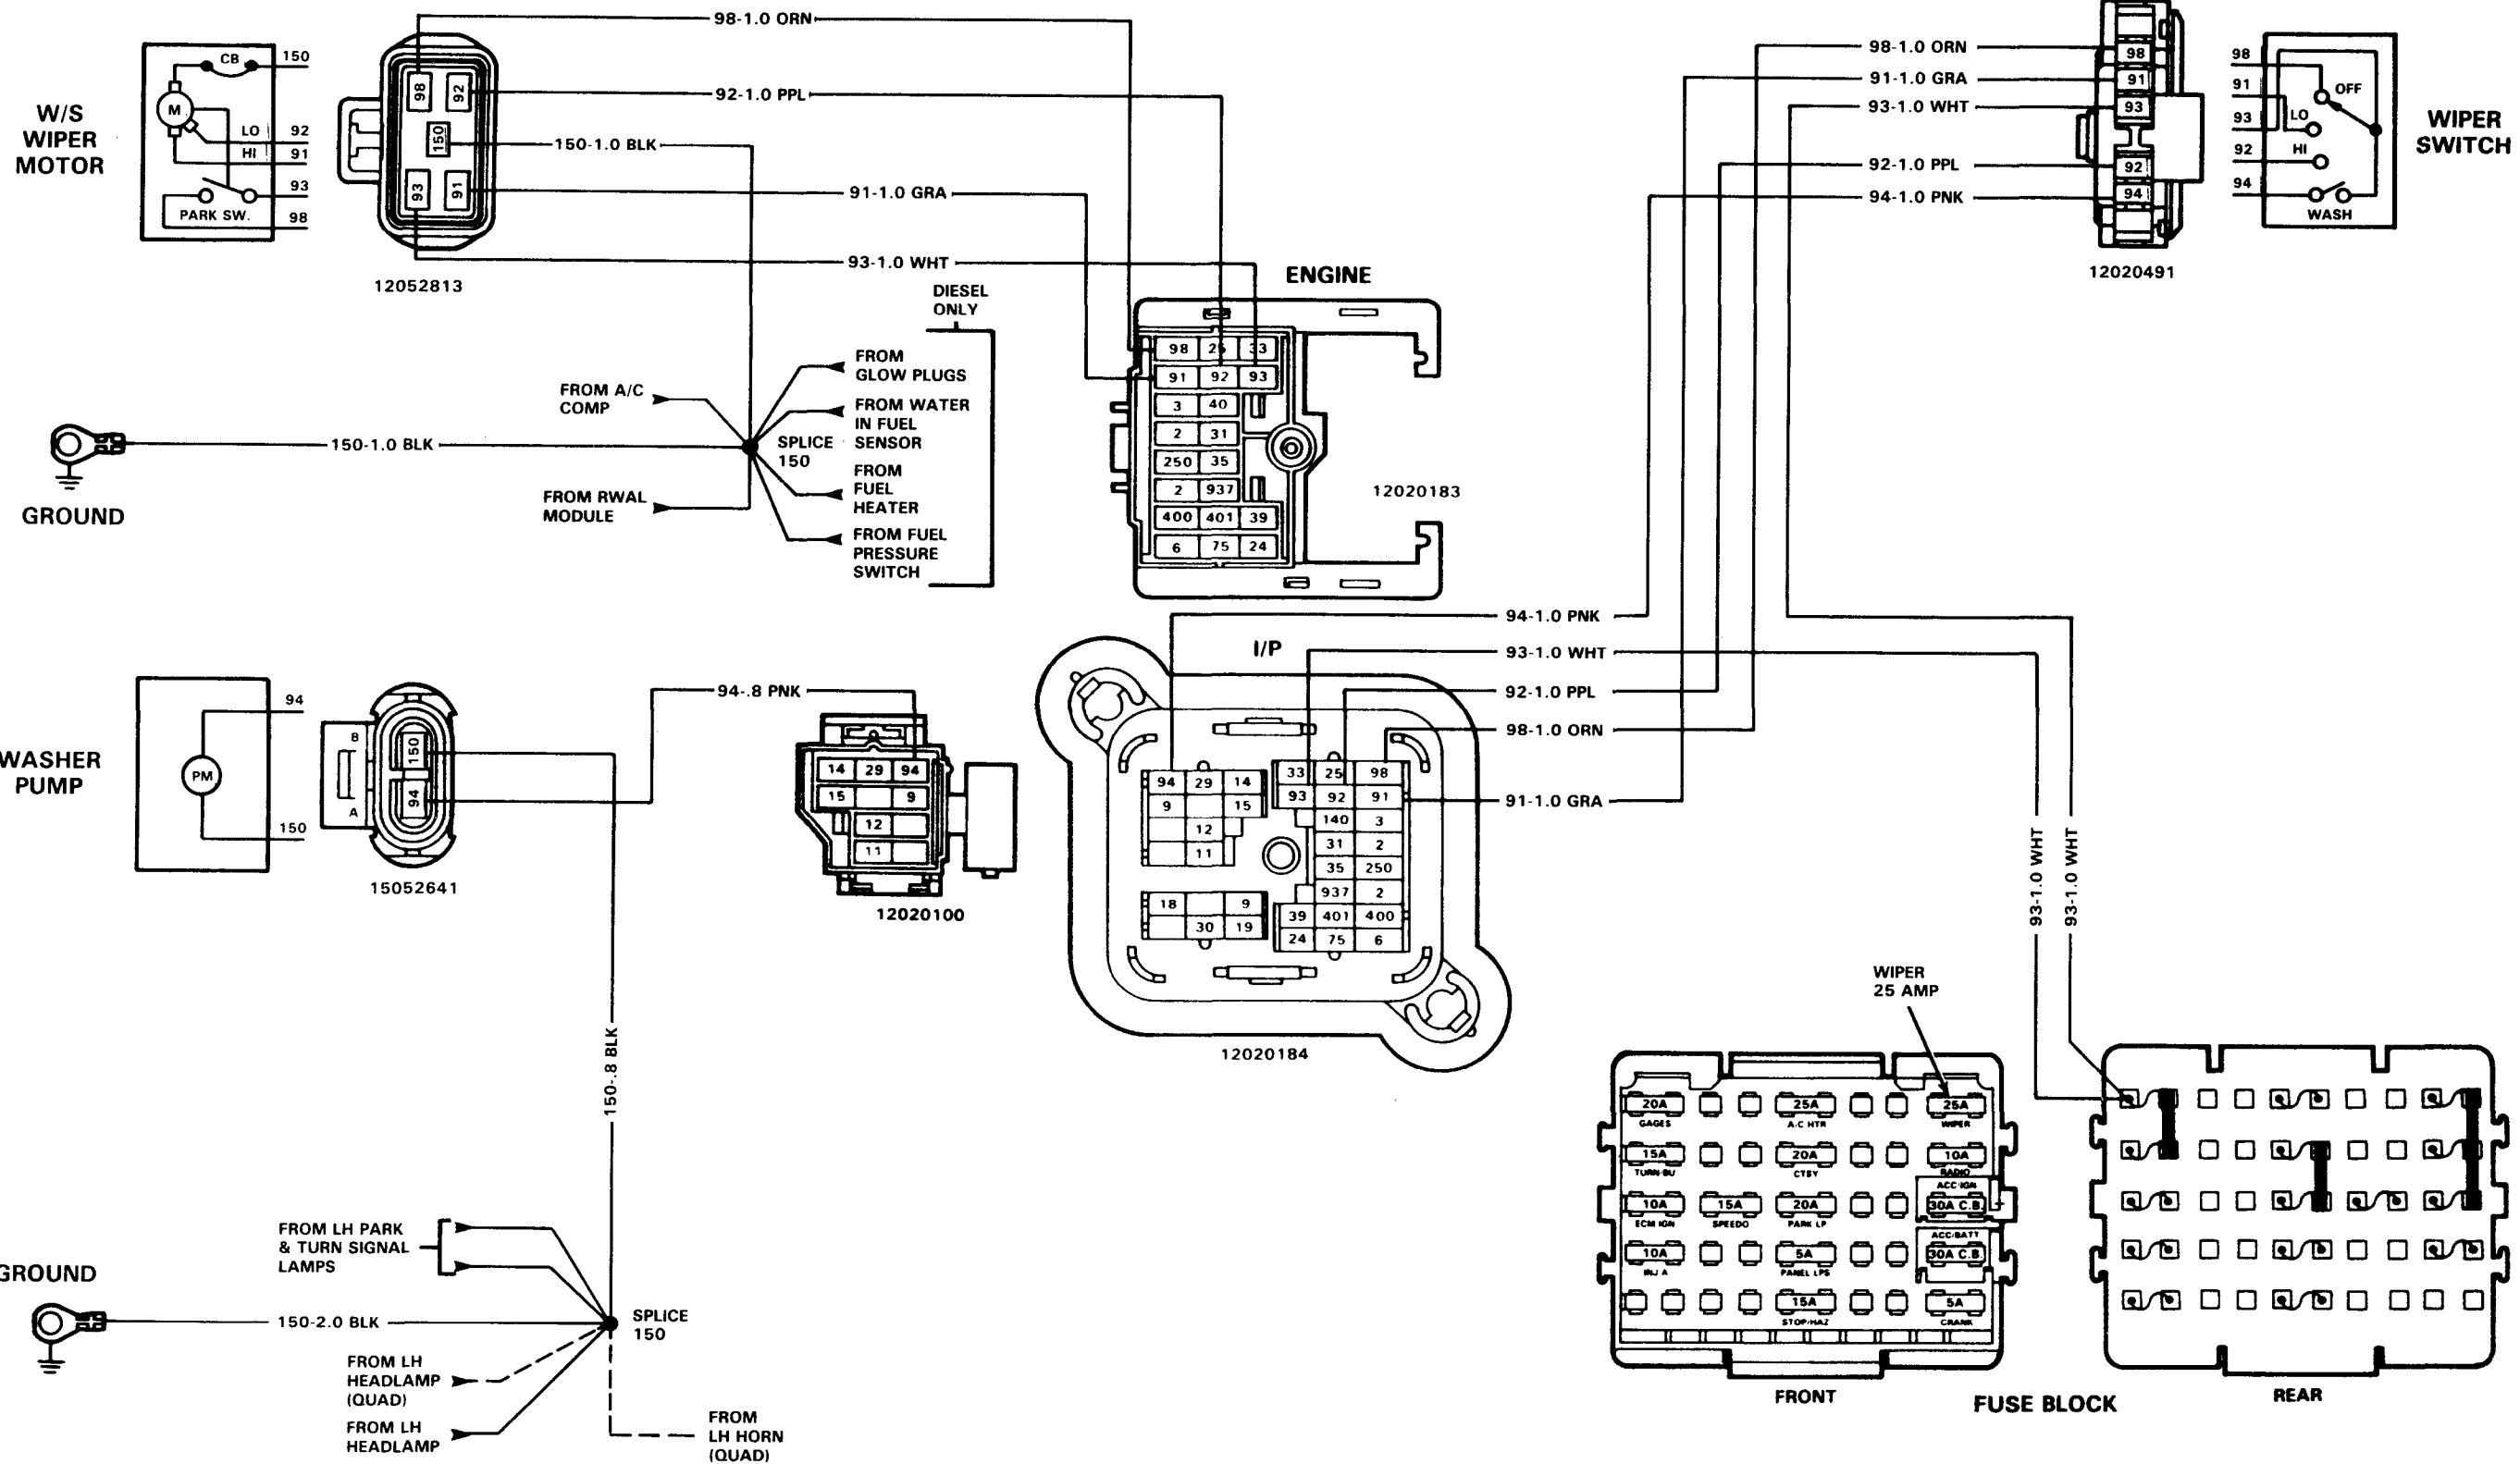 98-1.0 ORN
CB
150
W/S
WIPER
MOTOR
M
LO
92
HI
91
93
PARK SW.
98
98
92
150
93
91
12052813
92-1.0 PPL
150-1.0 BLK
91-1.0 GRA
93-1.0 WHT
DIESEL
ONLY
ENGINE
98 25 33
91 92 93
3 40
2 31
250 35
2 937
400 401 39
6 75 24
12020183
FROM
GLOW PLUGS
FROM A/C
COMP
FROM WATER
IN FUEL
SENSOR
SPLICE
150
150-1.0 BLK
GROUND
FROM
FUEL
HEATER
FROM RWAL
MODULE
FROM FUEL
PRESSURE
SWITCH
98-1.0 ORN
91-1.0 GRA
93-1.0 WHT
92-1.0 PPL
94-1.0 PNK
98
91
93
92
94
12020491
98
91
93
92
94
OFF
LO
HI
WASH
WIPER
SWITCH
94-1.0 PNK
93-1.0 WHT
92-1.0 PPL
98-1.0 ORN
91-1.0 GRA
I/P
94 29 14
9 15
12
11
18 9
30 19
33 25 98
93 92 91
140 3
31 2
35 250
937 2
39 401 400
24 75 6
12020184
WASHER
PUMP
94
PM
150
B
A
150
94
15052641
94-.8 PNK
14 29 94
15 9
12
11
12020100
150-.8 BLK
93-1.0 WHT
93-1.0 WHT
FROM LH PARK
& TURN SIGNAL
LAMPS
GROUND
150-2.0 BLK
SPLICE
150
FROM LH
HEADLAMP
(QUAD)
FROM LH
HEADLAMP
FROM
LH HORN
(QUAD)
WIPER
25 AMP
20A 25A 25A
GAGES A-C HTR WIPER
15A 20A 10A
TURN-BU CTSY RADIO
ACC/IGN
10A 15A 20A 30A C.B.
ECM IGN SPEEDO PARK LP
ACC/BATT
10A 5A 30A C.B.
INJ A PANEL LPS
15A 5A
STOP/HAZ CRANK
FRONT
FUSE BLOCK
REAR